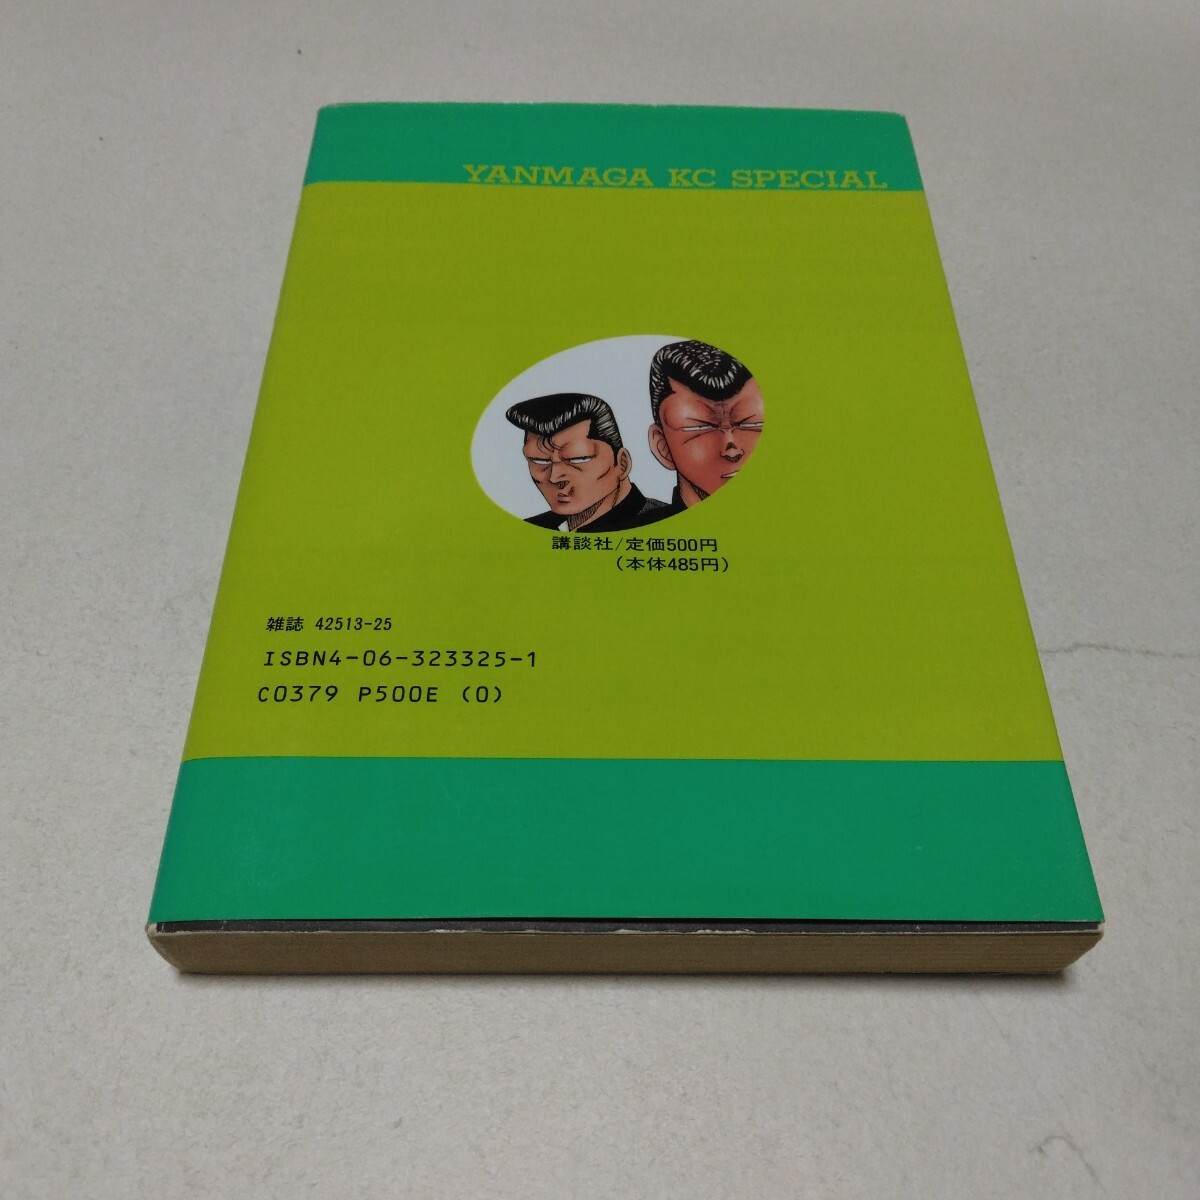 YANMAGA KC SPECIAL
講談社/定価500円
(本体485円)
雑誌 42513-25
ISBN4-06-323325-1
C0379 P500E (0)